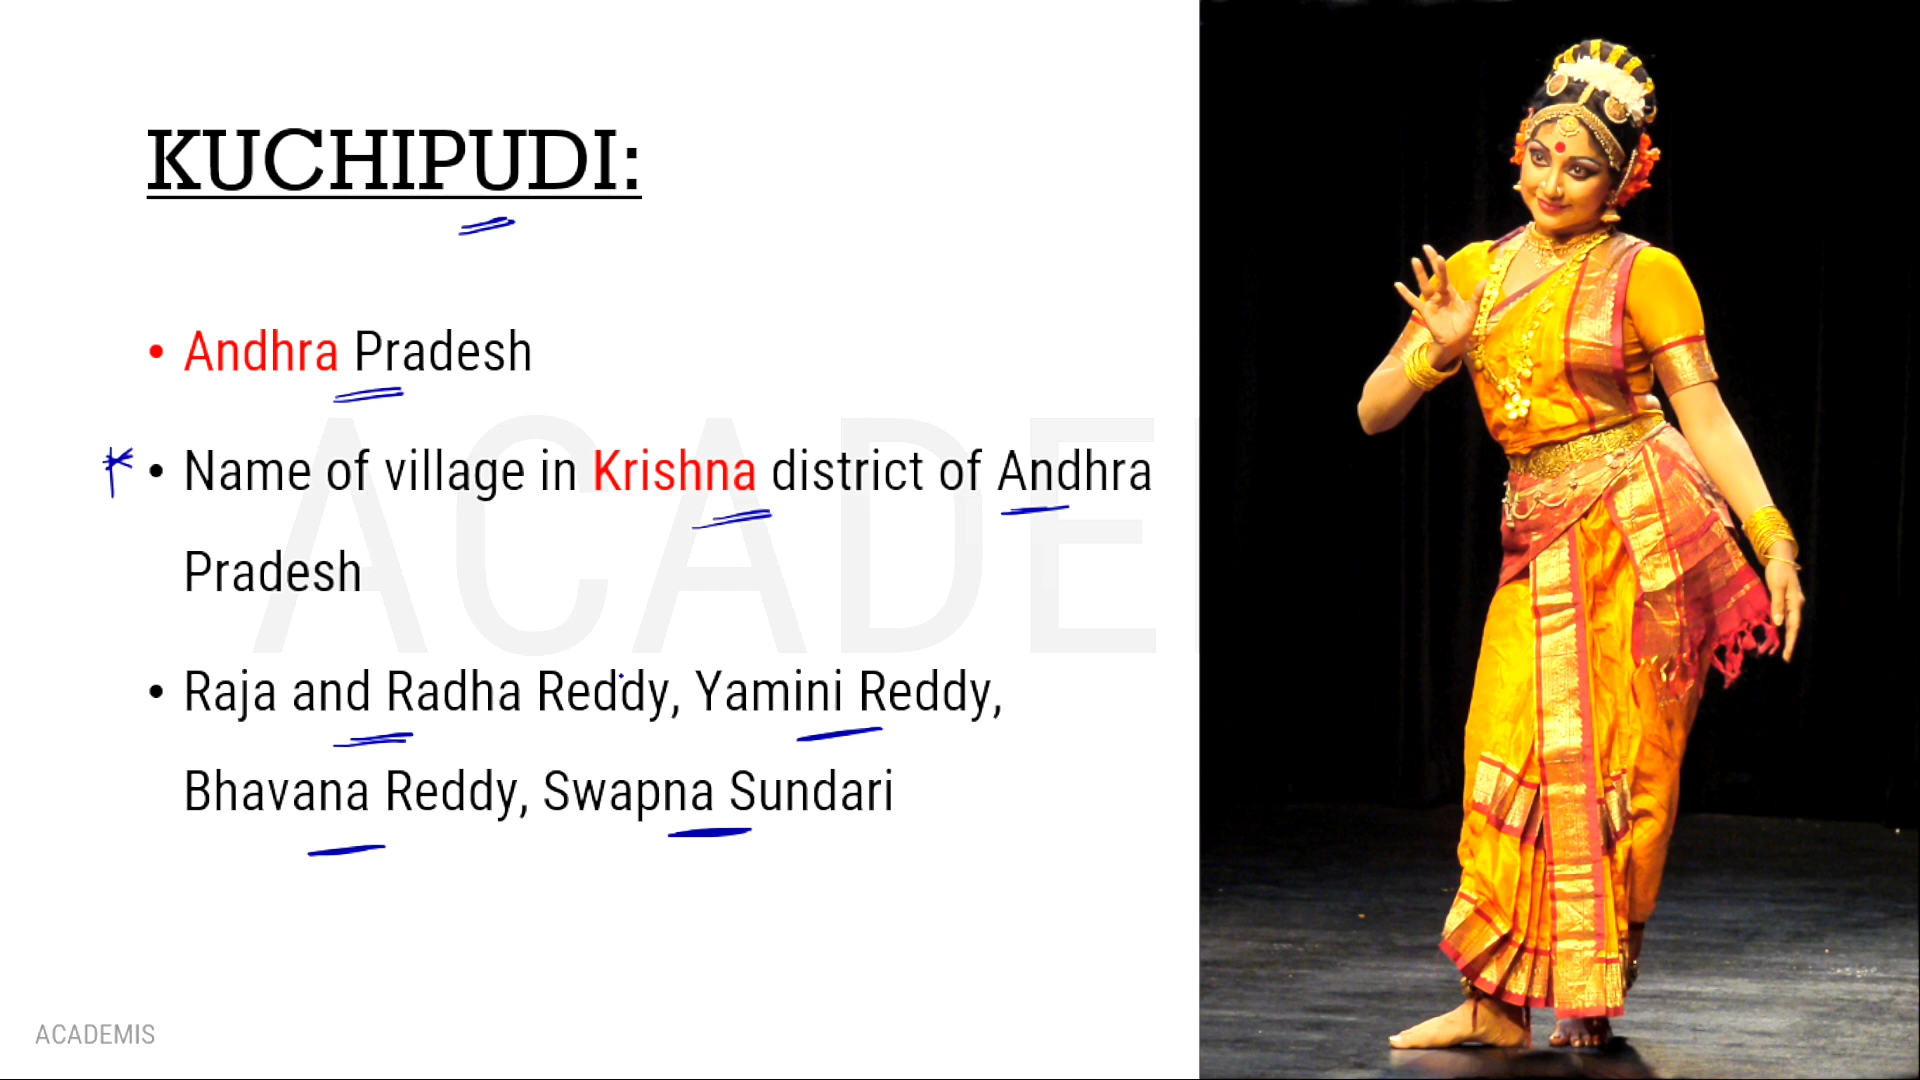 KUCHIPUDI:
• Andhra Pradesh
• Name of village in Krishna district of Andhra
Pradesh
• Raja and Radha Reddy, Yamini Reddy,
Bhavana Reddy, Swapna Sundari
ACADE
ACADEMIS